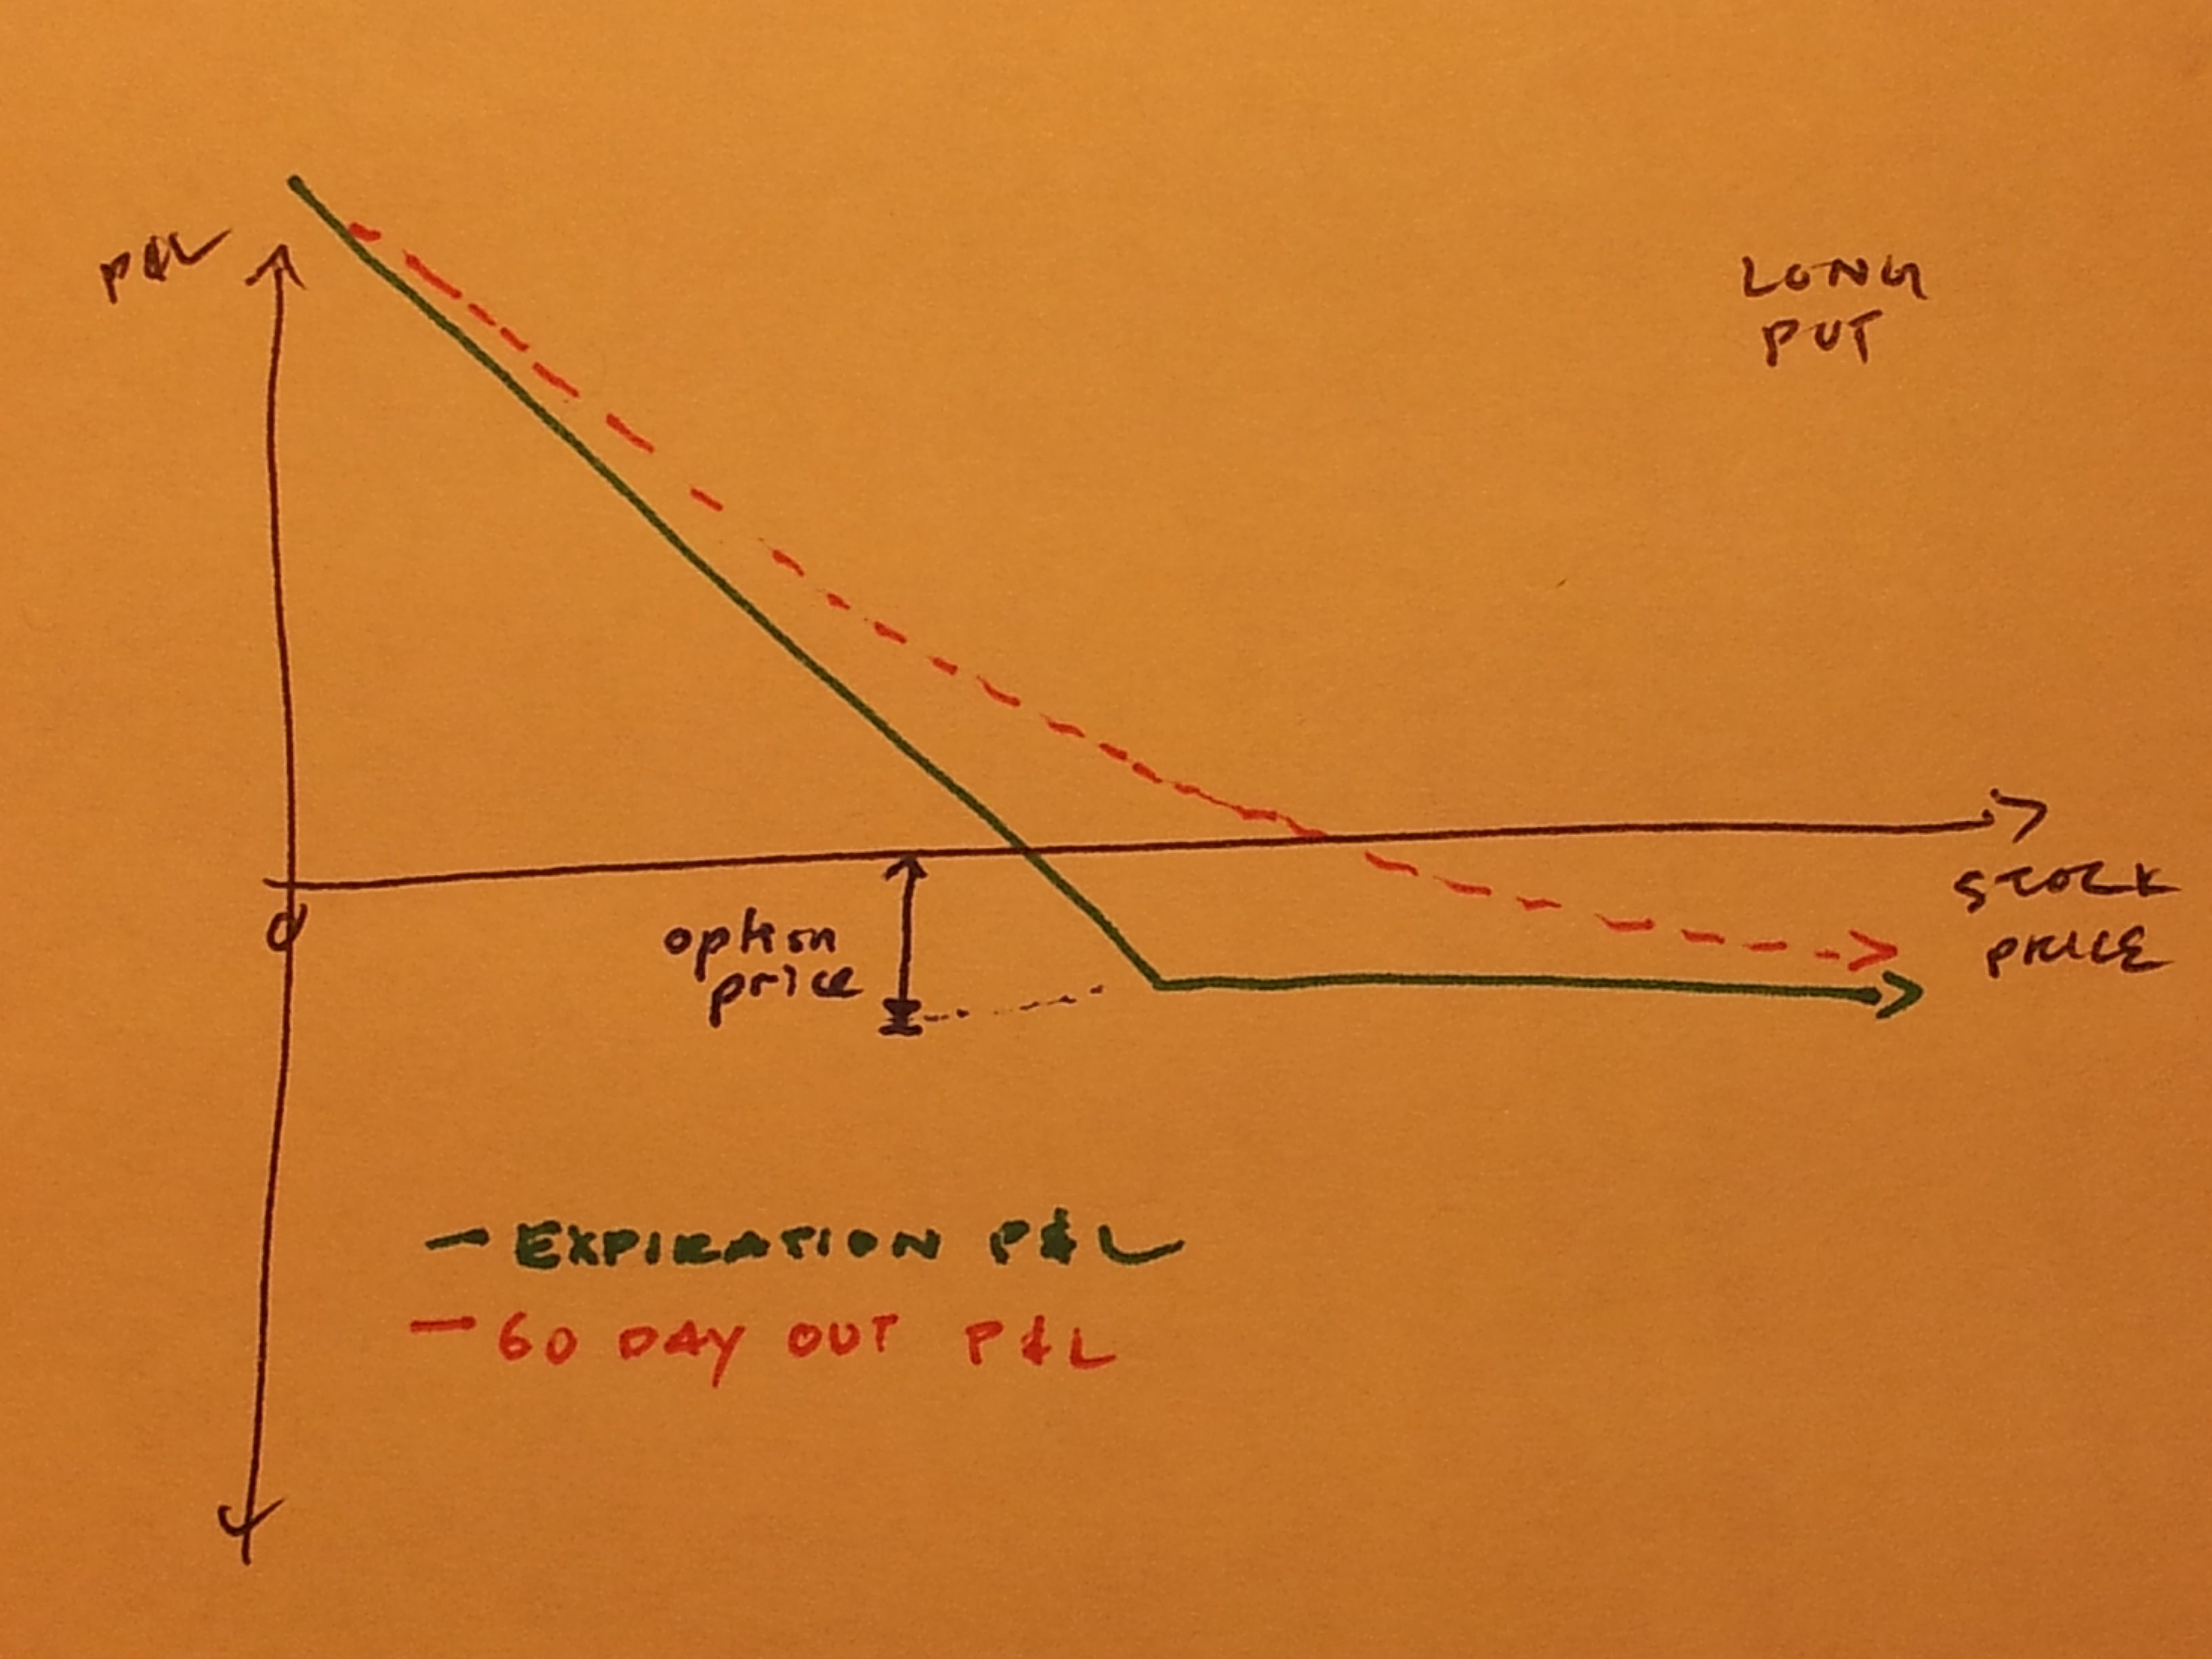 P&L
LONG
PUT
STOCK
PRICE
0
option
price
- EXPIRATION P&L
- 60 DAY OUT P&L